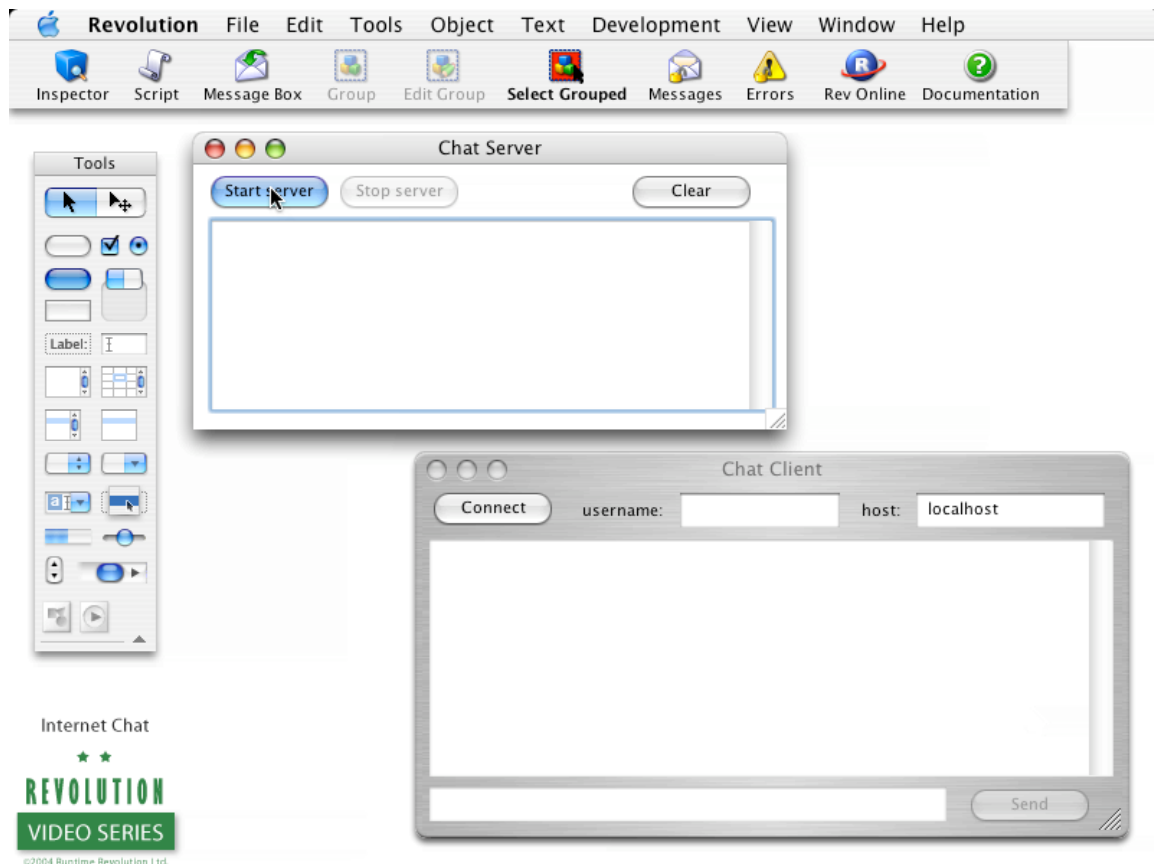 Revolution File Edit Tools Object Text Development View Window Help
Inspector Script Message Box Group Edit Group Select Grouped Messages Errors Rev Online Documentation
Chat Server
Start server Stop server Clear
Tools
Label:
Chat Client
Connect username: host: localhost
Send
Internet Chat
REVOLUTION
VIDEO SERIES
©2004 Runtime Revolution Ltd.